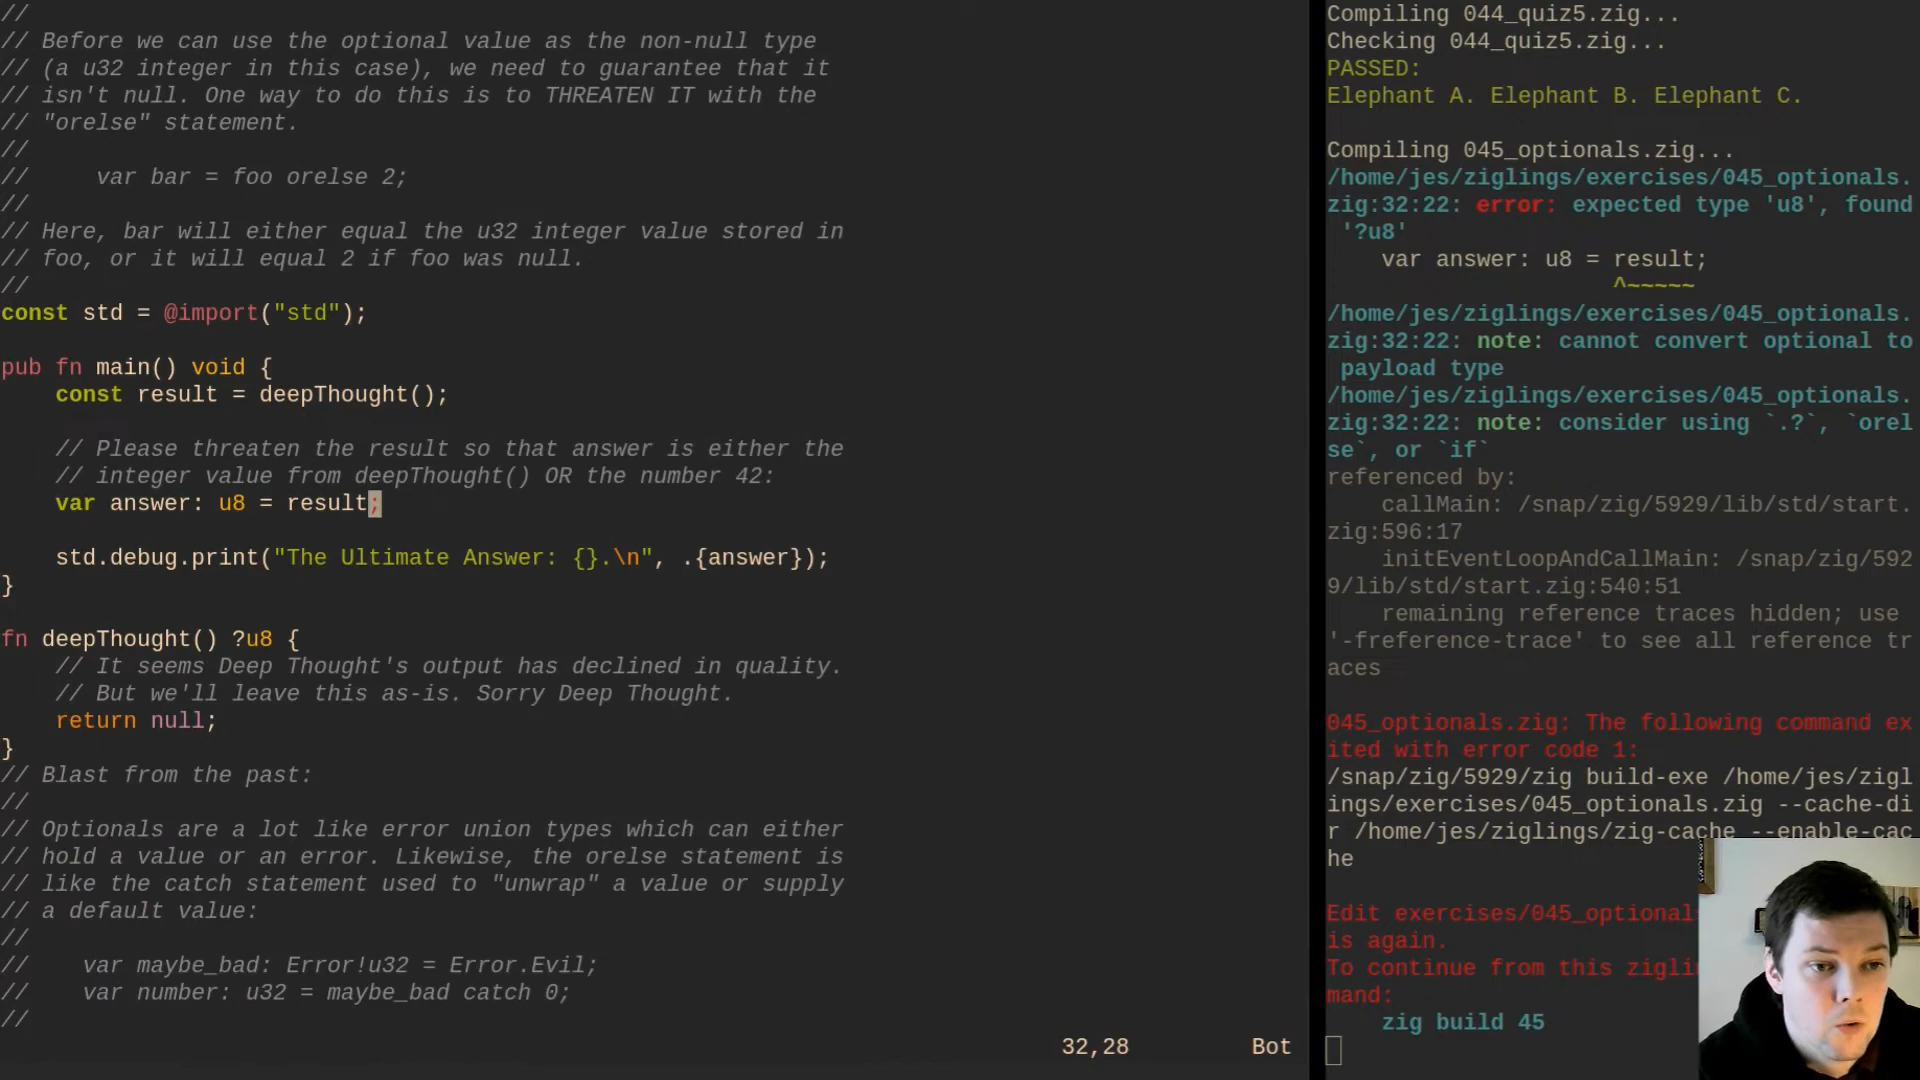 //
// Before we can use the optional value as the non-null type
// (a u32 integer in this case), we need to guarantee that it
// isn't null. One way to do this is to THREATEN IT with the
// "orelse" statement.
//
//     var bar = foo orelse 2;
//
// Here, bar will either equal the u32 integer value stored in
// foo, or it will equal 2 if foo was null.
//
const std = @import("std");
pub fn main() void {
    const result = deepThought();
    // Please threaten the result so that answer is either the
    // integer value from deepThought() OR the number 42:
    var answer: u8 = result;
    std.debug.print("The Ultimate Answer: {}.\n", .{answer});
}
fn deepThought() ?u8 {
    // It seems Deep Thought's output has declined in quality.
    // But we'll leave this as-is. Sorry Deep Thought.
    return null;
}
// Blast from the past:
//
// Optionals are a lot like error union types which can either
// hold a value or an error. Likewise, the orelse statement is
// like the catch statement used to "unwrap" a value or supply
// a default value:
//
//    var maybe_bad: Error!u32 = Error.Evil;
//    var number: u32 = maybe_bad catch 0;
//
32,28 Bot
Compiling 044_quiz5.zig...
Checking 044_quiz5.zig...
PASSED:
Elephant A. Elephant B. Elephant C.
Compiling 045_optionals.zig...
/home/jes/ziglings/exercises/045_optionals.
zig:32:22: error: expected type 'u8', found
 '?u8'
    var answer: u8 = result;
                     ^~~~~~
/home/jes/ziglings/exercises/045_optionals.
zig:32:22: note: cannot convert optional to
 payload type
/home/jes/ziglings/exercises/045_optionals.
zig:32:22: note: consider using `.?`, `orel
se`, or `if`
referenced by:
    callMain: /snap/zig/5929/lib/std/start.
zig:596:17
    initEventLoopAndCallMain: /snap/zig/592
9/lib/std/start.zig:540:51
    remaining reference traces hidden; use
'-freference-trace' to see all reference tr
aces
045_optionals.zig: The following command ex
ited with error code 1:
/snap/zig/5929/zig build-exe /home/jes/zigl
ings/exercises/045_optionals.zig --cache-di
r /home/jes/ziglings/zig-cache --enable-cac
he
Edit exercises/045_optional
is again.
To continue from this zigli
mand:
    zig build 45